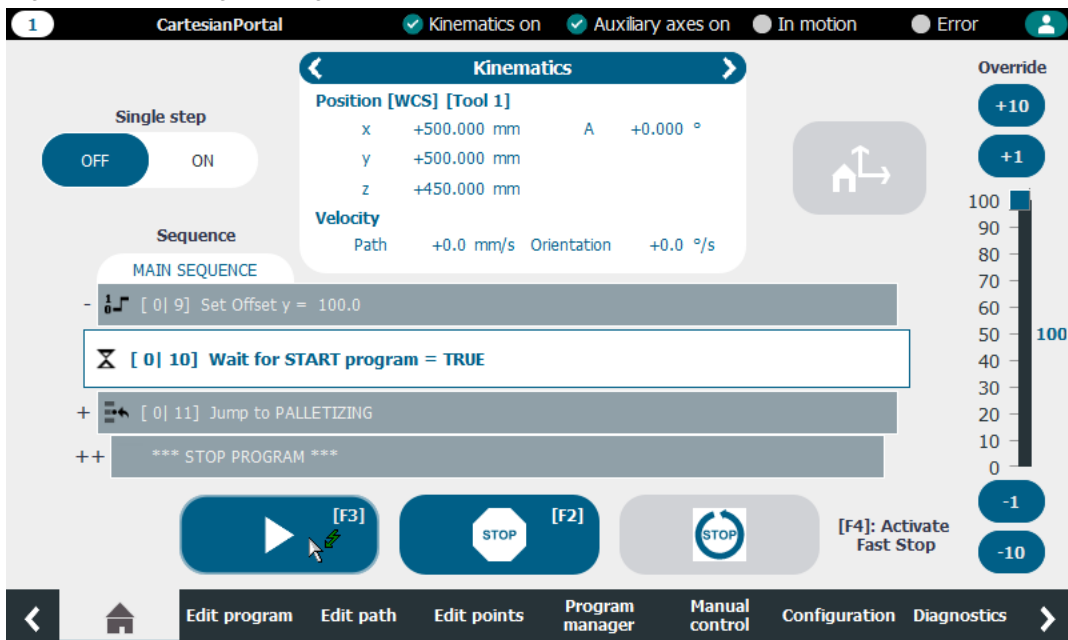 1 CartesianPortal Kinematics on Auxiliary axes on In motion Error
Kinematics
Position [WCS] [Tool 1]
x +500.000 mm A +0.000 °
y +500.000 mm
z +450.000 mm
Velocity
Path +0.0 mm/s Orientation +0.0 °/s
Single step
OFF ON
Sequence
MAIN SEQUENCE
- [ 0| 9] Set Offset y = 100.0
[ 0| 10] Wait for START program = TRUE
+ [ 0| 11] Jump to PALLETIZING
++ *** STOP PROGRAM ***
Override
+10
+1
100
90
80
70
60
50 100
40
30
20
10
0
-1
-10
[F3]
STOP [F2]
STOP
[F4]: Activate
Fast Stop
Edit program Edit path Edit points Program manager Manual control Configuration Diagnostics